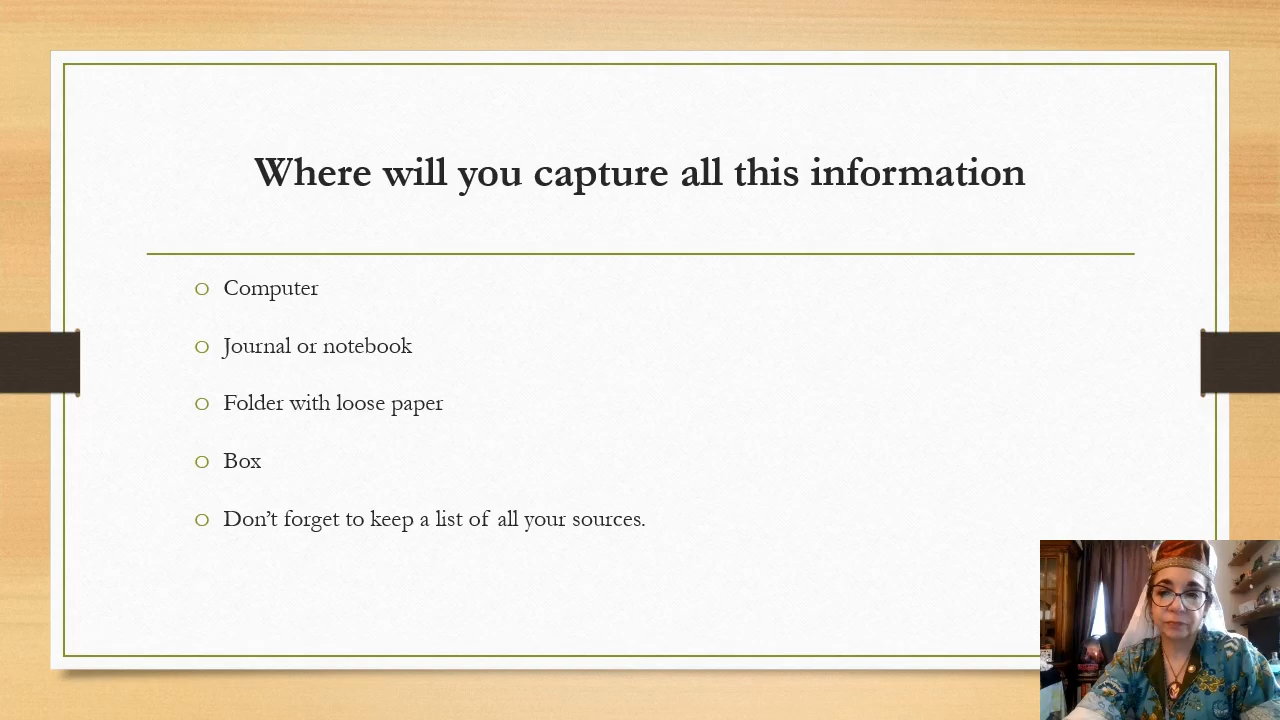 Where will you capture all this information
Computer
Journal or notebook
Folder with loose paper
Box
Don’t forget to keep a list of all your sources.